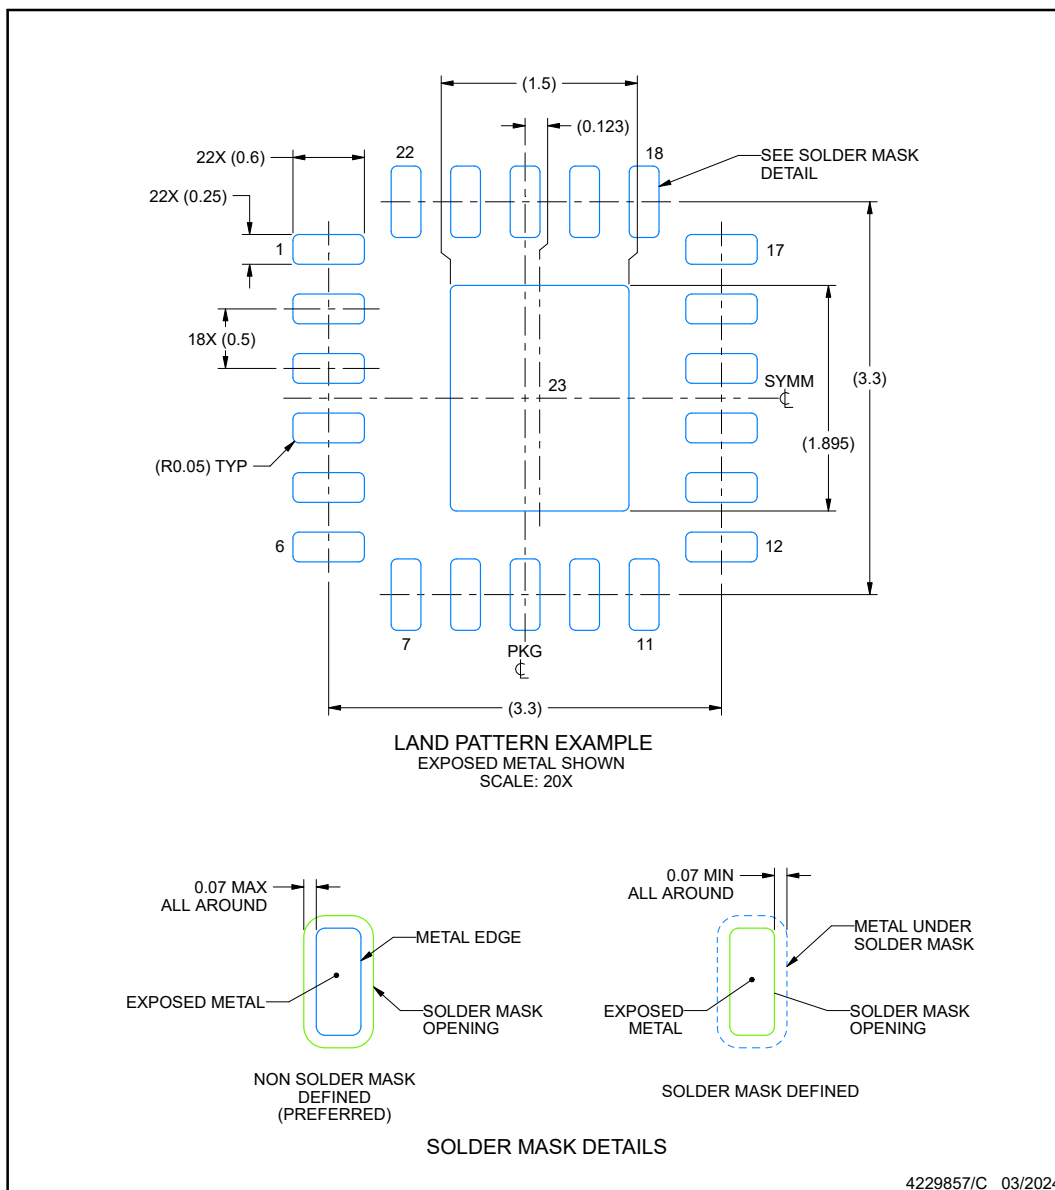 (1.5)
(0.123)
22X (0.6)
22
18
SEE SOLDER MASK
DETAIL
22X (0.25)
1
17
18X (0.5)
SYMM
23
(3.3)
(1.895)
(R0.05) TYP
6
12
7
11
PKG
(3.3)
LAND PATTERN EXAMPLE
EXPOSED METAL SHOWN
SCALE: 20X
0.07 MAX
ALL AROUND
METAL EDGE
EXPOSED METAL
SOLDER MASK
OPENING
NON SOLDER MASK
DEFINED
(PREFERRED)
0.07 MIN
ALL AROUND
METAL UNDER
SOLDER MASK
EXPOSED
METAL
SOLDER MASK
OPENING
SOLDER MASK DEFINED
SOLDER MASK DETAILS
4229857/C 03/2024